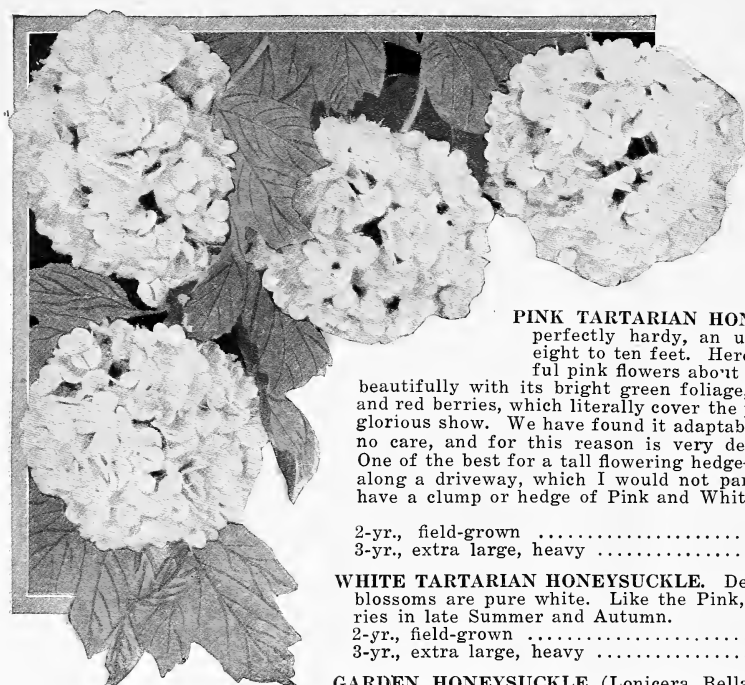 PINK TARTARIAN HON
perfectly hardy, an u
eight to ten feet. Here
ful pink flowers about
beautifully with its bright green foliage,
and red berries, which literally cover the
glorious show. We have found it adaptab
no care, and for this reason is very de
One of the best for a tall flowering hedge-
along a driveway, which I would not par
have a clump or hedge of Pink and Whit
2-yr., field-grown ....................
3-yr., extra large, heavy ..............
WHITE TARTARIAN HONEYSUCKLE. De
blossoms are pure white. Like the Pink,
ries in late Summer and Autumn.
2-yr., field-grown .....................
3-yr., extra large, heavy ..............
GARDEN HONEYSUCKLE (Lonicera Bella